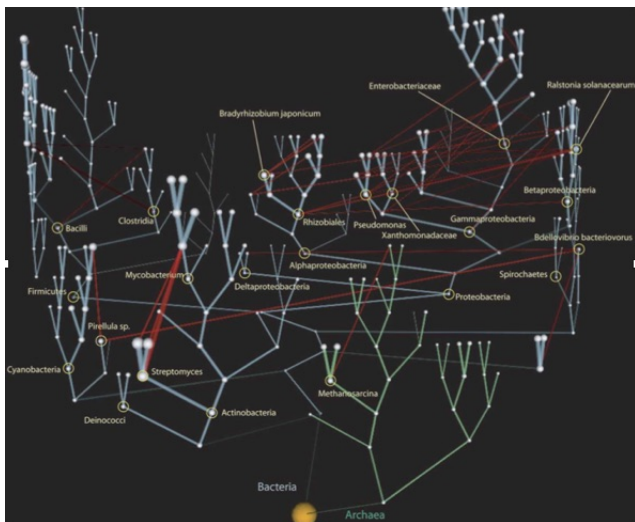 Enterobacteriaceae
Ralstonia solanacearum
Bradyrhizobium japonicum
Betaproteobacteria
Clostridia
Bacilli
Rhizobiales
Pseudomonas
Xanthomonadaceae
Gammaproteobacteria
Bdellovibrio bacteriovorus
Alphaproteobacteria
Mycobacterium
Deltaproteobacteria
Spirochaetes
Firmicutes
Proteobacteria
Pirellula sp.
Cyanobacteria
Streptomyces
Methanosarcina
Deinococci
Actinobacteria
Bacteria
Archaea